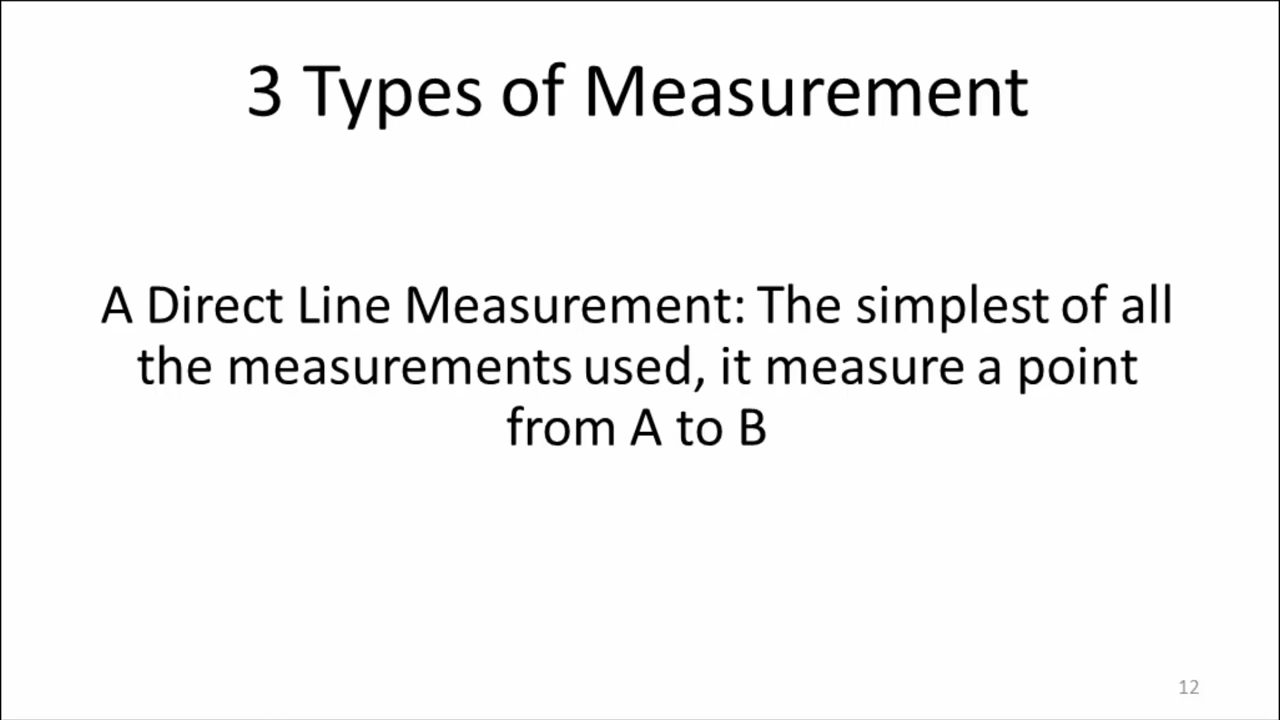 3 Types of Measurement
A Direct Line Measurement: The simplest of all
the measurements used, it measure a point
from A to B
12